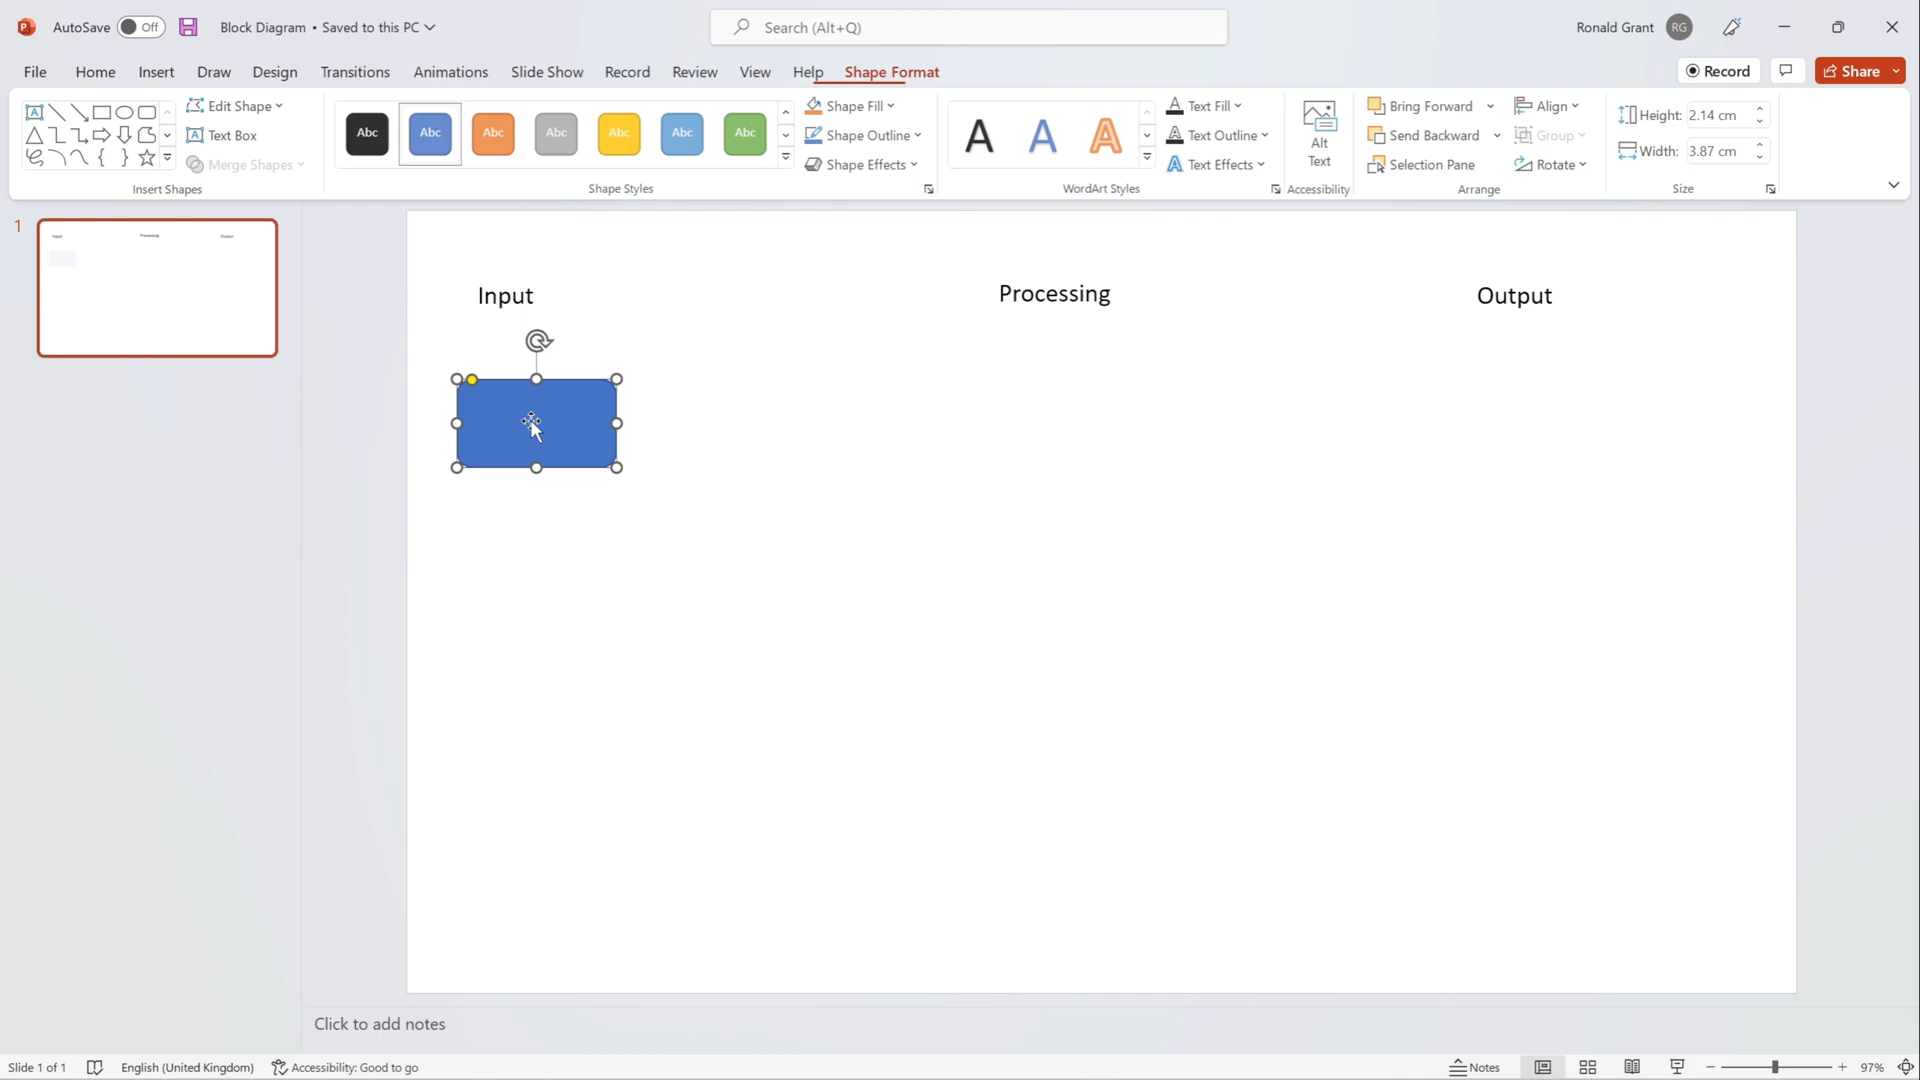 AutoSave Off Block Diagram • Saved to this PC Search (Alt+Q) Ronald Grant RG
File Home Insert Draw Design Transitions Animations Slide Show Record Review View Help Shape Format Record Share
Edit Shape
Text Box
Merge Shapes
Insert Shapes
Abc Abc Abc Abc Abc Abc Abc
Shape Fill
Shape Outline
Shape Effects
Shape Styles
A A A
Text Fill
Text Outline
Text Effects
WordArt Styles
Alt
Text
Accessibility
Bring Forward
Send Backward
Selection Pane
Align
Group
Rotate
Arrange
Height: 2.14 cm
Width: 3.87 cm
Size
1
Input Processing Output
Input Processing Output
Click to add notes
Slide 1 of 1 English (United Kingdom) Accessibility: Good to go Notes 97%